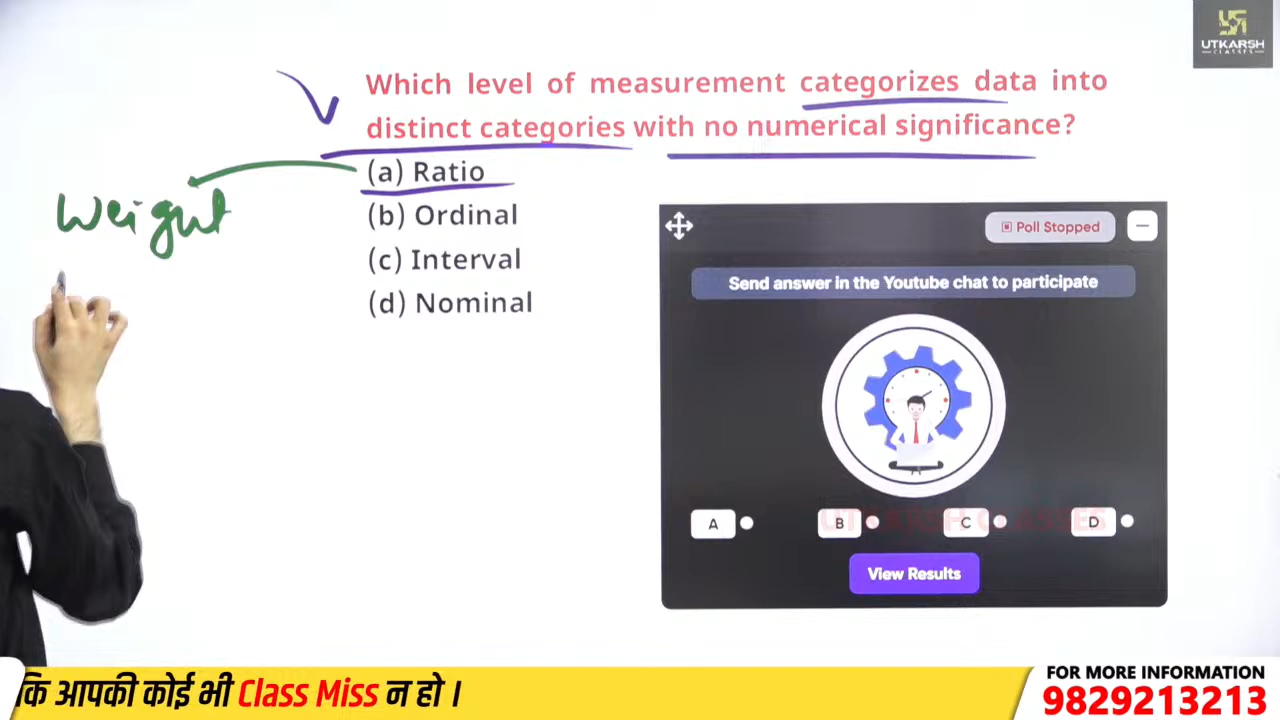 UTKARSH
CLASSES
Which level of measurement categorizes data into
distinct categories with no numerical significance?
(a) Ratio
Weight
(b) Ordinal
(c) Interval
(d) Nominal
Poll Stopped
Send answer in the Youtube chat to participate
A
B
C
D
UTKARSH CLASSES
View Results
कि आपकी कोई भी Class Miss न हो ।
FOR MORE INFORMATION
9829213213